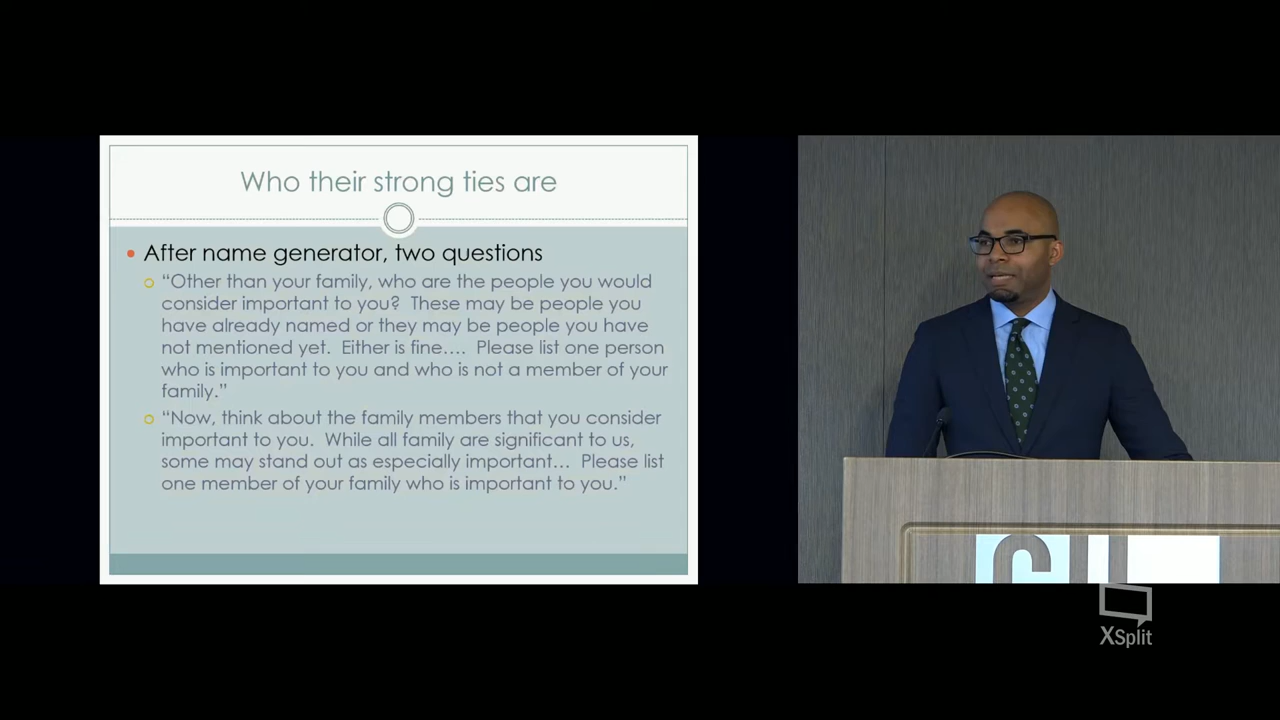 Who their strong ties are
After name generator, two questions
“Other than your family, who are the people you would
consider important to you?  These may be people you
have already named or they may be people you have
not mentioned yet.  Either is fine….  Please list one person
who is important to you and who is not a member of your
family.”
“Now, think about the family members that you consider
important to you.  While all family are significant to us,
some may stand out as especially important…  Please list
one member of your family who is important to you.”
XSplit